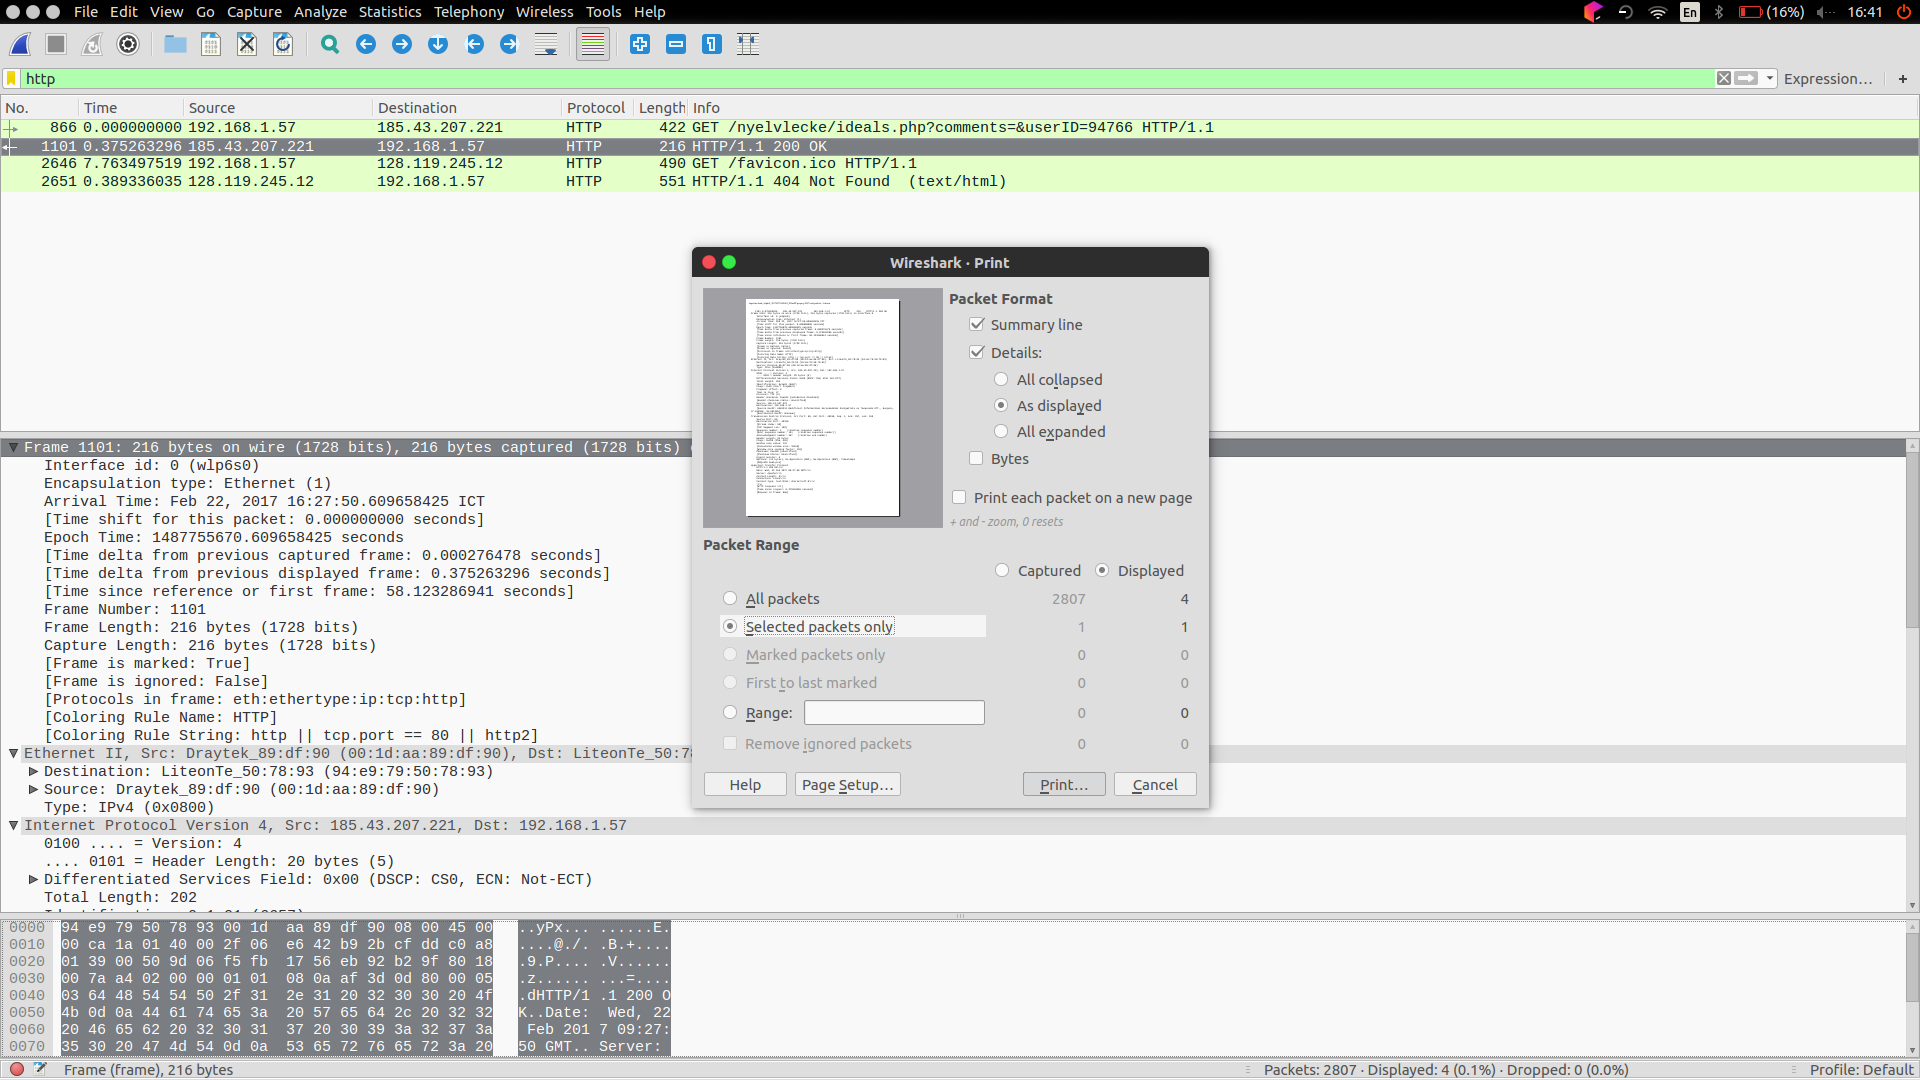 File Edit View Go Capture Analyze Statistics Telephony Wireless Tools Help
En (16%) 16:41
http
Expression… +
No. Time Source Destination Protocol Length Info
866 0.000000000 192.168.1.57 185.43.207.221 HTTP 422 GET /nyelvlecke/ideals.php?comments=&userID=94766 HTTP/1.1
1101 0.375263296 185.43.207.221 192.168.1.57 HTTP 216 HTTP/1.1 200 OK
2646 7.763497519 192.168.1.57 128.119.245.12 HTTP 490 GET /favicon.ico HTTP/1.1
2651 0.389336035 128.119.245.12 192.168.1.57 HTTP 551 HTTP/1.1 404 Not Found  (text/html)
Wireshark · Print
Packet Format
Summary line
Details:
All collapsed
As displayed
All expanded
Bytes
Print each packet on a new page
+ and - zoom, 0 resets
Packet Range
Captured Displayed
All packets 2807 4
Selected packets only 1 1
Marked packets only 0 0
First to last marked 0 0
Range: 0 0
Remove ignored packets 0 0
Help Page Setup… Print… Cancel
Frame 1101: 216 bytes on wire (1728 bits), 216 bytes captured (1728 bits)
Interface id: 0 (wlp6s0)
Encapsulation type: Ethernet (1)
Arrival Time: Feb 22, 2017 16:27:50.609658425 ICT
[Time shift for this packet: 0.000000000 seconds]
Epoch Time: 1487755670.609658425 seconds
[Time delta from previous captured frame: 0.000276478 seconds]
[Time delta from previous displayed frame: 0.375263296 seconds]
[Time since reference or first frame: 58.123286941 seconds]
Frame Number: 1101
Frame Length: 216 bytes (1728 bits)
Capture Length: 216 bytes (1728 bits)
[Frame is marked: True]
[Frame is ignored: False]
[Protocols in frame: eth:ethertype:ip:tcp:http]
[Coloring Rule Name: HTTP]
[Coloring Rule String: http || tcp.port == 80 || http2]
Ethernet II, Src: Draytek_89:df:90 (00:1d:aa:89:df:90), Dst: LiteonTe_50:78
Destination: LiteonTe_50:78:93 (94:e9:79:50:78:93)
Source: Draytek_89:df:90 (00:1d:aa:89:df:90)
Type: IPv4 (0x0800)
Internet Protocol Version 4, Src: 185.43.207.221, Dst: 192.168.1.57
0100 .... = Version: 4
.... 0101 = Header Length: 20 bytes (5)
Differentiated Services Field: 0x00 (DSCP: CS0, ECN: Not-ECT)
Total Length: 202
0000 94 e9 79 50 78 93 00 1d aa 89 df 90 08 00 45 00 ..yPx... ......E.
0010 00 ca 1a 01 40 00 2f 06 e6 42 b9 2b cf dd c0 a8 ....@./. .B.+....
0020 01 39 00 50 9d 06 f5 fb 17 56 eb 92 b2 9f 80 18 .9.P.... .V......
0030 00 7a a4 02 00 00 01 01 08 0a af 3d 0d 80 00 05 .z...... ...=....
0040 03 64 48 54 54 50 2f 31 2e 31 20 32 30 30 20 4f .dHTTP/1 .1 200 O
0050 4b 0d 0a 44 61 74 65 3a 20 57 65 64 2c 20 32 32 K..Date:  Wed, 22
0060 20 46 65 62 20 32 30 31 37 20 30 39 3a 32 37 3a  Feb 201 7 09:27:
0070 35 30 20 47 4d 54 0d 0a 53 65 72 76 65 72 3a 20 50 GMT.. Server:
Frame (frame), 216 bytes Packets: 2807 · Displayed: 4 (0.1%) · Dropped: 0 (0.0%) Profile: Default